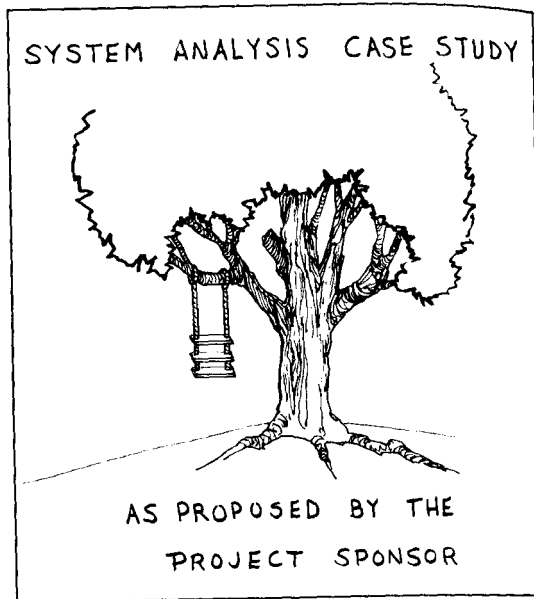 SYSTEM ANALYSIS CASE STUDY
AS PROPOSED BY THE
PROJECT SPONSOR